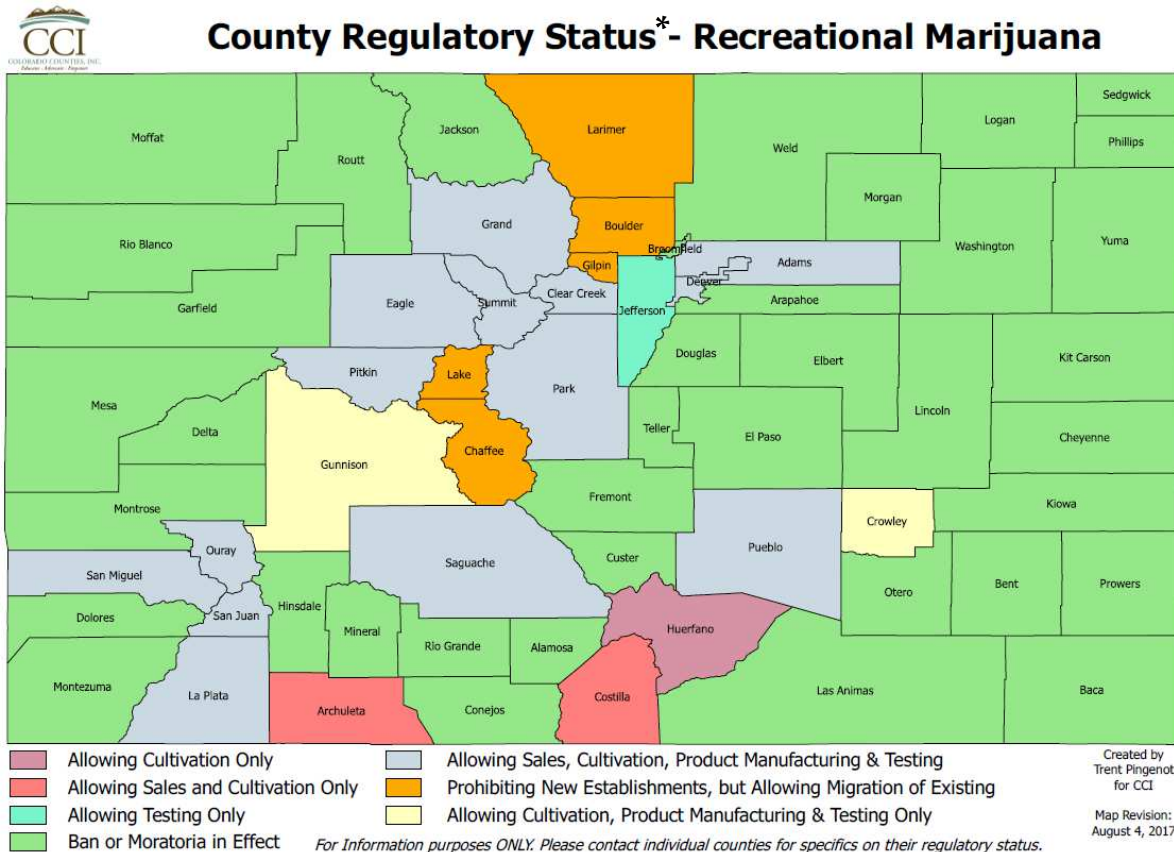 CCI
COLORADO COUNTIES, INC.
County Regulatory Status* - Recreational Marijuana
Moffat
Routt
Jackson
Larimer
Weld
Logan
Sedgwick
Phillips
Morgan
Rio Blanco
Grand
Boulder
Broomfield
Washington
Yuma
Gilpin
Adams
Garfield
Eagle
Summit
Clear Creek
Denver
Arapahoe
Jefferson
Pitkin
Lake
Park
Douglas
Elbert
Kit Carson
Mesa
Delta
Lincoln
Cheyenne
Teller
El Paso
Gunnison
Chaffee
Fremont
Kiowa
Montrose
Crowley
Ouray
Pueblo
Saguache
Custer
San Miguel
Otero
Bent
Prowers
Dolores
San Juan
Hinsdale
Mineral
Rio Grande
Alamosa
Huerfano
Montezuma
La Plata
Archuleta
Conejos
Costilla
Las Animas
Baca
Allowing Cultivation Only
Allowing Sales and Cultivation Only
Allowing Testing Only
Ban or Moratoria in Effect
Allowing Sales, Cultivation, Product Manufacturing & Testing
Prohibiting New Establishments, but Allowing Migration of Existing
Allowing Cultivation, Product Manufacturing & Testing Only
For Information purposes ONLY. Please contact individual counties for specifics on their regulatory status.
Created by
Trent Pingenot
for CCI
Map Revision:
August 4, 2017